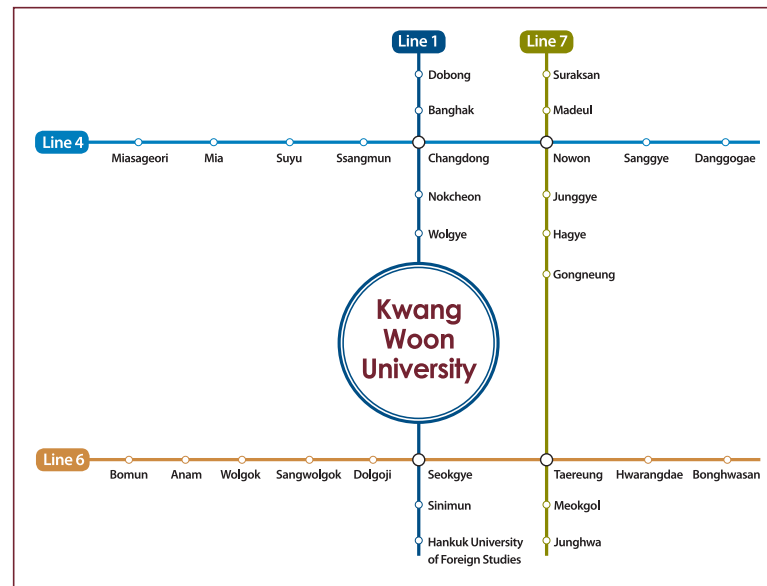 Line 1
Line 7
Dobong
Suraksan
Banghak
Madeul
Line 4
Miasageori
Mia
Suyu
Ssangmun
Changdong
Nowon
Sanggye
Danggogae
Nokcheon
Junggye
Wolgye
Hagye
Gongneung
Kwang
Woon
University
Line 6
Bomun
Anam
Wolgok
Sangwolgok
Dolgoji
Seokgye
Taereung
Hwarangdae
Bonghwasan
Sinimun
Meokgol
Hankuk University
of Foreign Studies
Junghwa